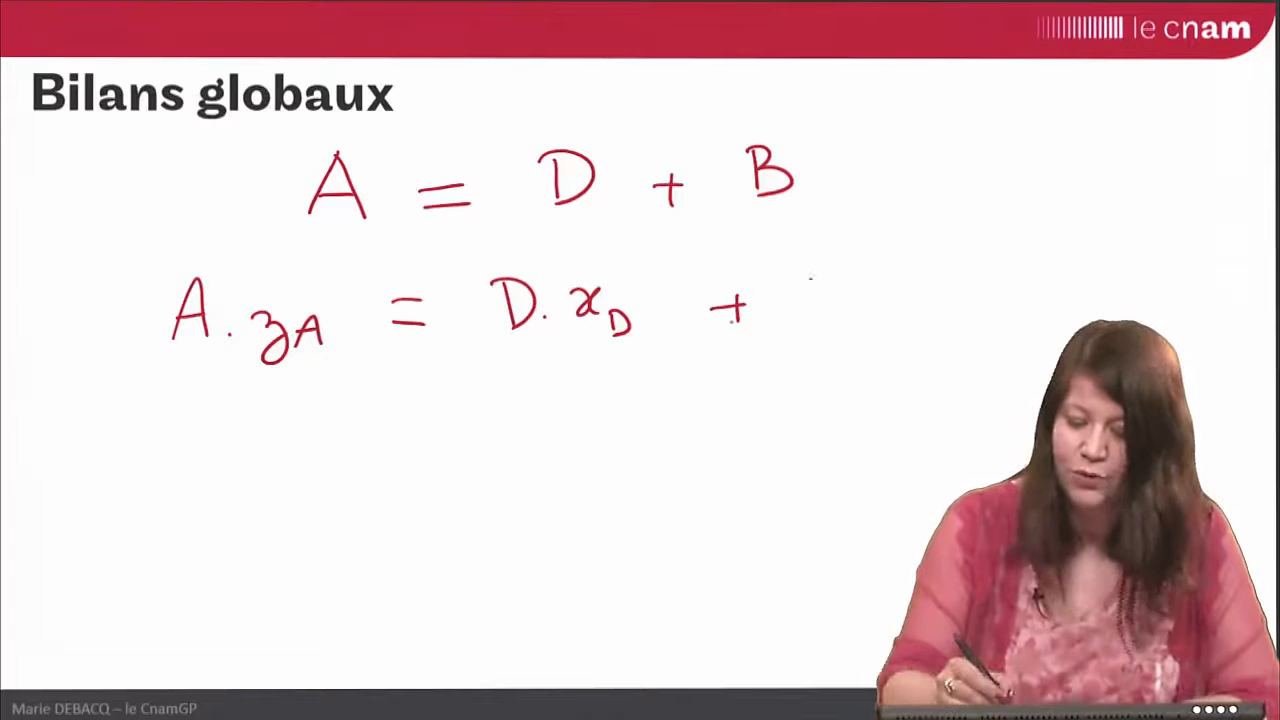 le cnam
Bilans globaux
A = D + B
A. zA = D. xD +
Marie DEBACQ – le CnamGP